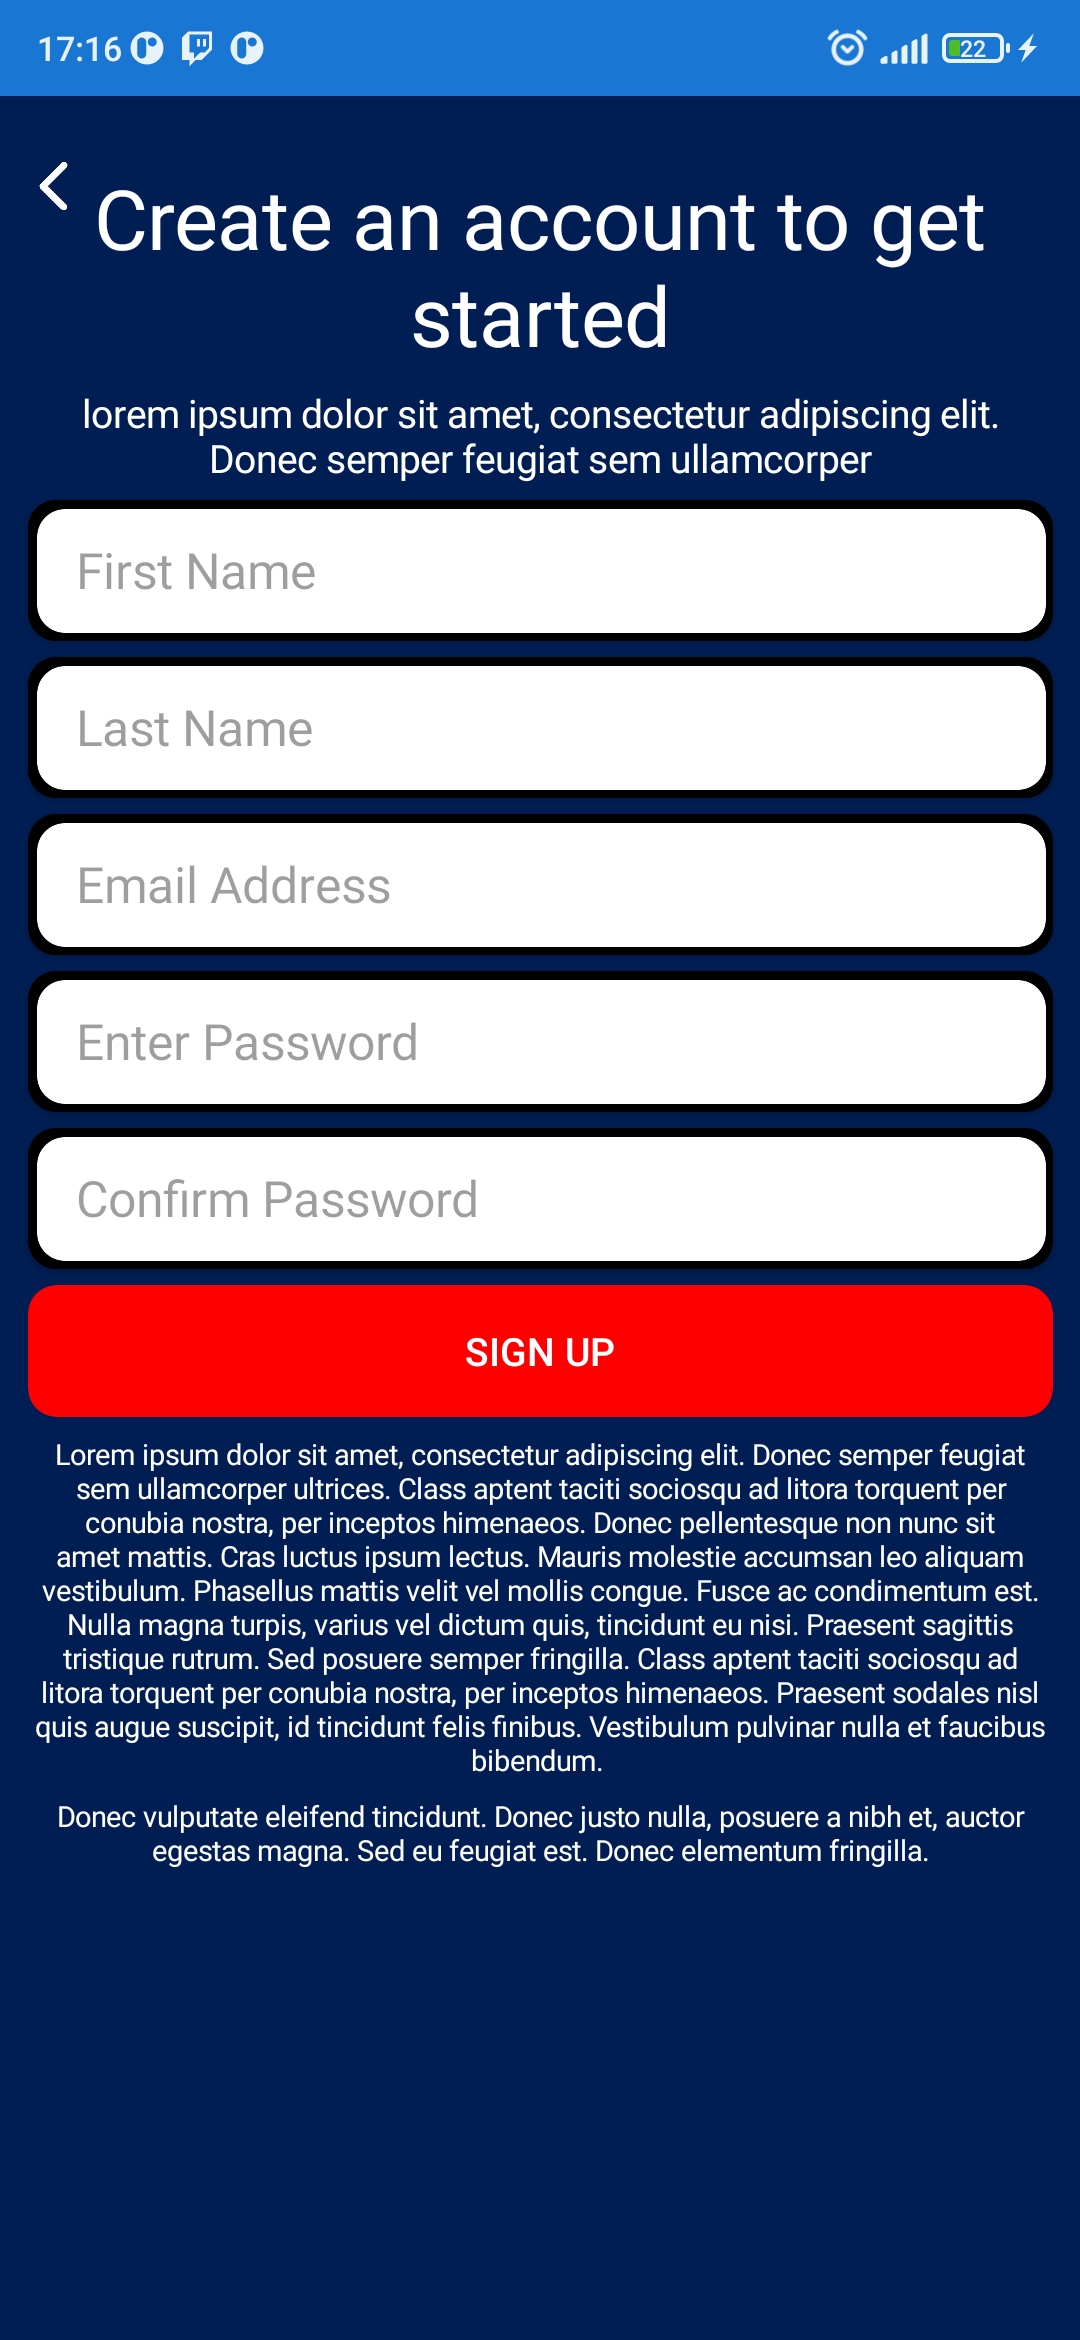 17:16
22
Create an account to get
started
lorem ipsum dolor sit amet, consectetur adipiscing elit.
Donec semper feugiat sem ullamcorper
First Name
Last Name
Email Address
Enter Password
Confirm Password
SIGN UP
Lorem ipsum dolor sit amet, consectetur adipiscing elit. Donec semper feugiat
sem ullamcorper ultrices. Class aptent taciti sociosqu ad litora torquent per
conubia nostra, per inceptos himenaeos. Donec pellentesque non nunc sit
amet mattis. Cras luctus ipsum lectus. Mauris molestie accumsan leo aliquam
vestibulum. Phasellus mattis velit vel mollis congue. Fusce ac condimentum est.
Nulla magna turpis, varius vel dictum quis, tincidunt eu nisi. Praesent sagittis
tristique rutrum. Sed posuere semper fringilla. Class aptent taciti sociosqu ad
litora torquent per conubia nostra, per inceptos himenaeos. Praesent sodales nisl
quis augue suscipit, id tincidunt felis finibus. Vestibulum pulvinar nulla et faucibus
bibendum.
Donec vulputate eleifend tincidunt. Donec justo nulla, posuere a nibh et, auctor
egestas magna. Sed eu feugiat est. Donec elementum fringilla.